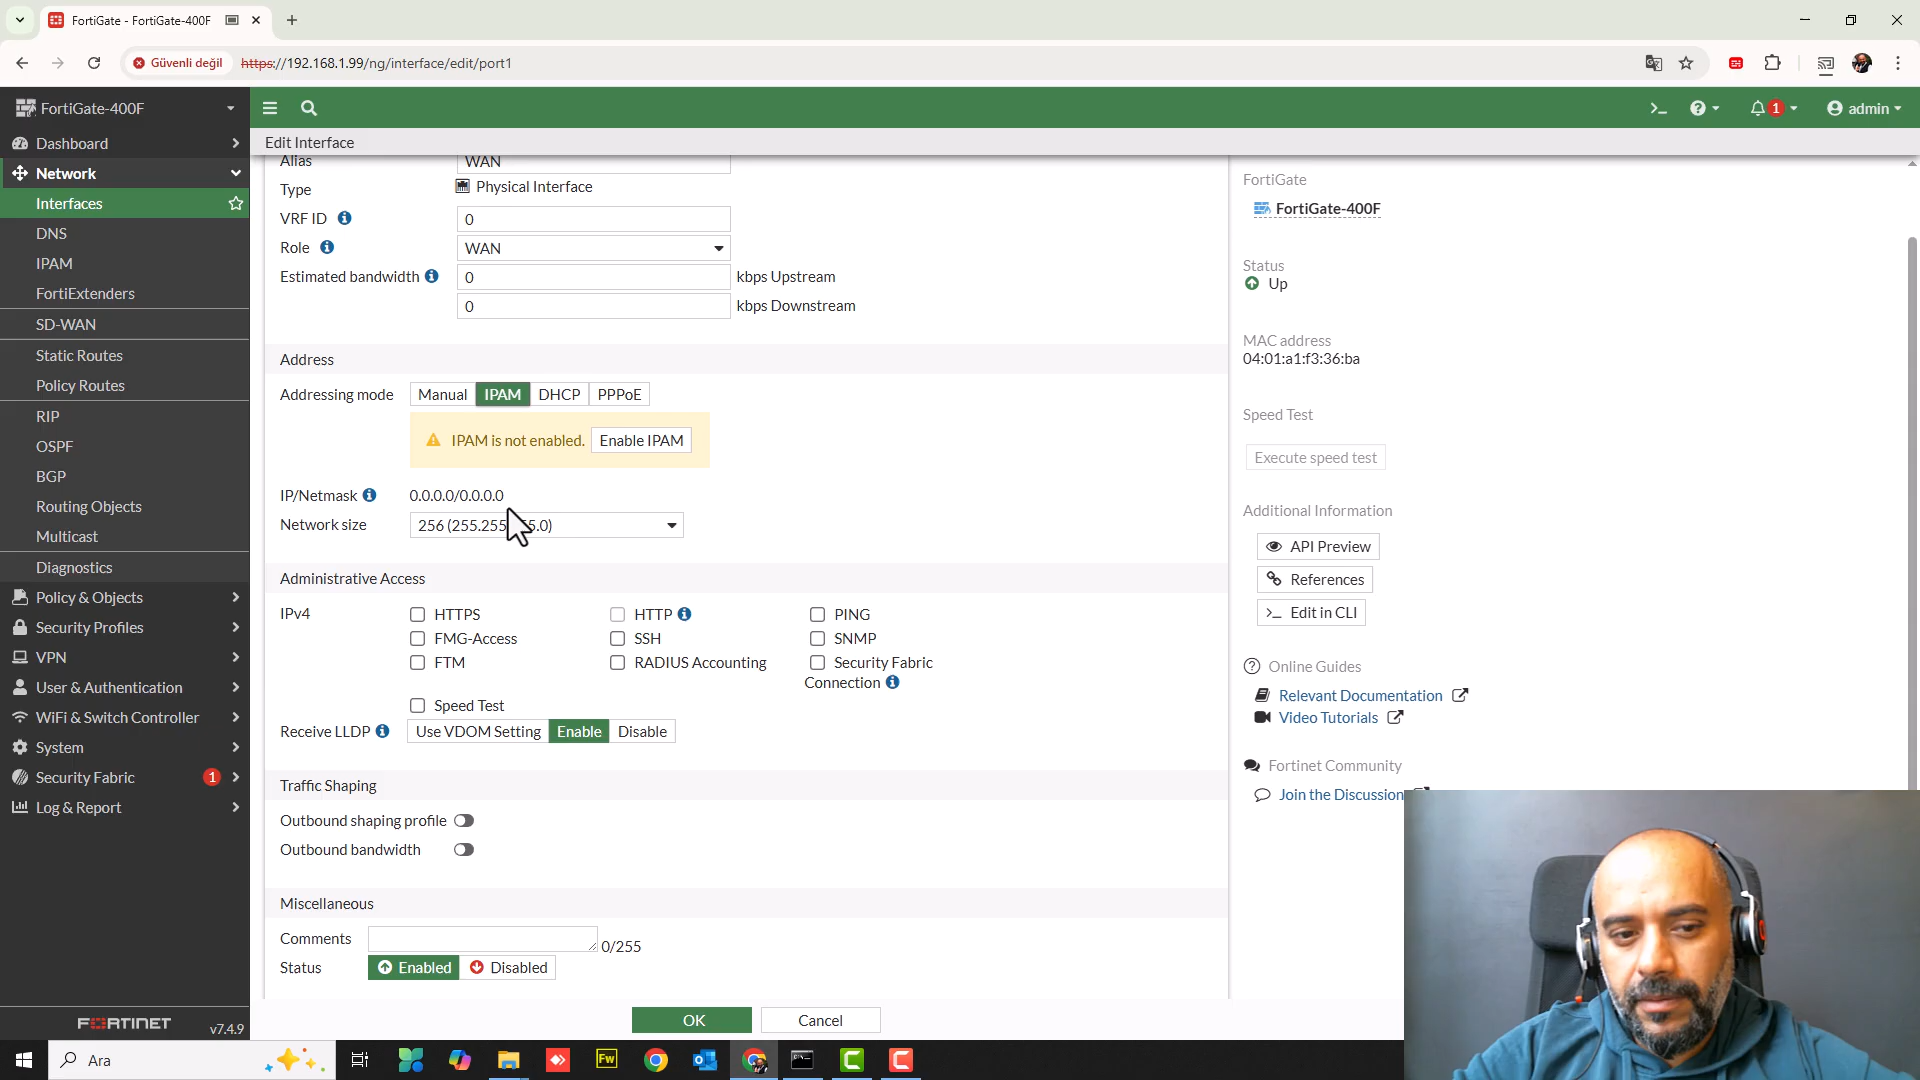 FortiGate - FortiGate-400F
Güvenli değil
https://192.168.1.99/ng/interface/edit/port1
FortiGate-400F
1
admin
Dashboard
Network
Interfaces
DNS
IPAM
FortiExtenders
SD-WAN
Static Routes
Policy Routes
RIP
OSPF
BGP
Routing Objects
Multicast
Diagnostics
Policy & Objects
Security Profiles
VPN
User & Authentication
WiFi & Switch Controller
System
Security Fabric 1
Log & Report
FORTINET v7.4.9
Edit Interface
Alias WAN
Type Physical Interface
VRF ID 0
Role WAN
Estimated bandwidth 0 kbps Upstream
0 kbps Downstream
Address
Addressing mode Manual IPAM DHCP PPPoE
IPAM is not enabled. Enable IPAM
IP/Netmask 0.0.0.0/0.0.0.0
Network size 256 (255.255.255.0)
Administrative Access
IPv4 HTTPS HTTP PING
FMG-Access SSH SNMP
FTM RADIUS Accounting Security Fabric
Connection
Speed Test
Receive LLDP Use VDOM Setting Enable Disable
Traffic Shaping
Outbound shaping profile
Outbound bandwidth
Miscellaneous
Comments 0/255
Status Enabled Disabled
OK Cancel
FortiGate
FortiGate-400F
Status
Up
MAC address
04:01:a1:f3:36:ba
Speed Test
Execute speed test
Additional Information
API Preview
References
>_ Edit in CLI
Online Guides
Relevant Documentation
Video Tutorials
Fortinet Community
Join the Discussion
Ara
Fw